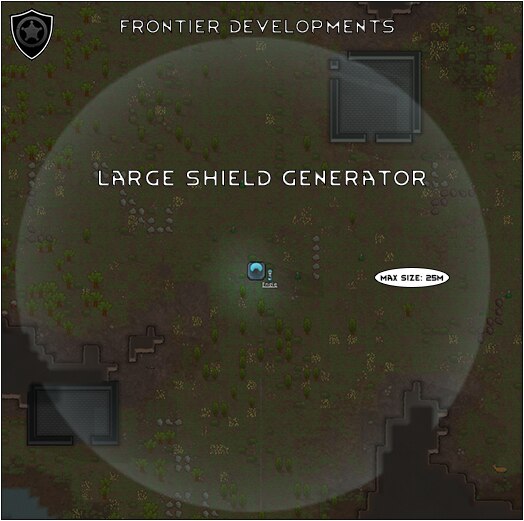 FRONTIER DEVELOPMENTS
LARGE SHIELD GENERATOR
MAX SIZE: 25M